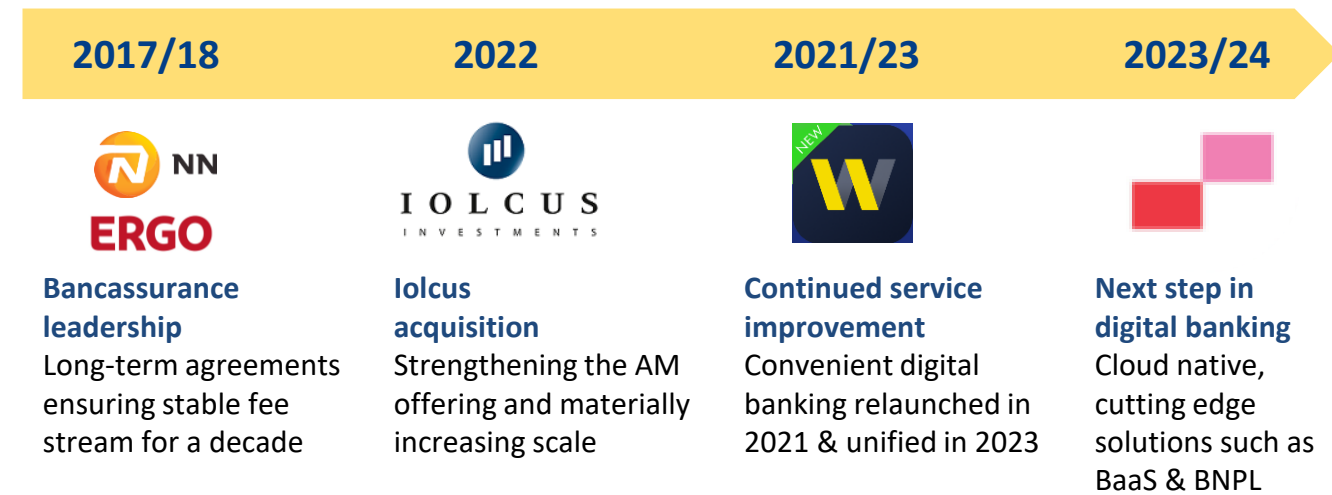 2017/18
2022
2021/23
2023/24
NN
ERGO
IOLCUS
INVESTMENTS
NEW
Bancassurance
leadership
Long-term agreements
ensuring stable fee
stream for a decade
Iolcus
acquisition
Strengthening the AM
offering and materially
increasing scale
Continued service
improvement
Convenient digital
banking relaunched in
2021 & unified in 2023
Next step in
digital banking
Cloud native,
cutting edge
solutions such as
BaaS & BNPL